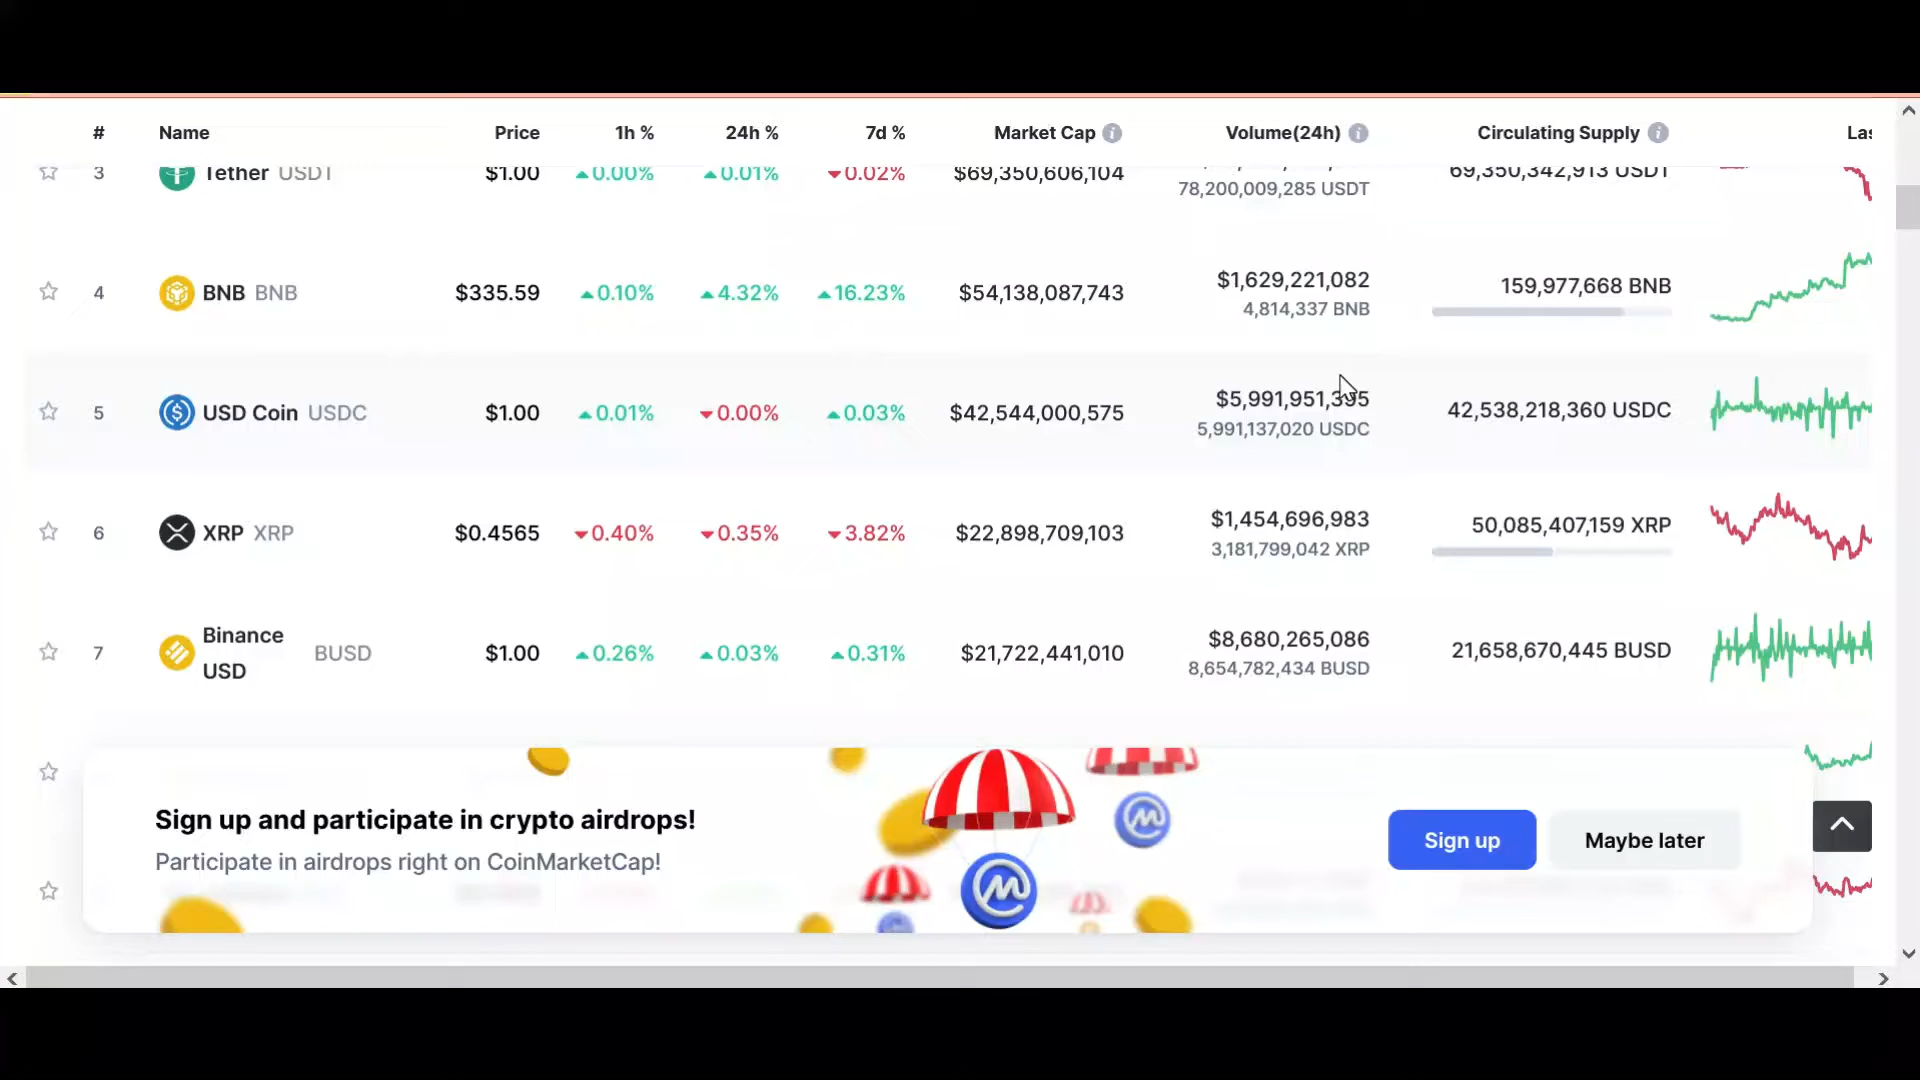 # Name Price 1h % 24h % 7d % Market Cap Volume(24h) Circulating Supply Las
3 Tether USDT $1.00 0.00% 0.01% 0.02% $69,350,606,104 69,350,342,913 USDT
78,200,009,285 USDT
4 BNB BNB $335.59 0.10% 4.32% 16.23% $54,138,087,743 $1,629,221,082 159,977,668 BNB
4,814,337 BNB
5 USD Coin USDC $1.00 0.01% 0.00% 0.03% $42,544,000,575 42,538,218,360 USDC
5,991,137,020 USDC
6 XRP XRP $0.4565 0.40% 0.35% 3.82% $22,898,709,103 $1,454,696,983 50,085,407,159 XRP
3,181,799,042 XRP
7 Binance USD BUSD $1.00 0.26% 0.03% 0.31% $21,722,441,010 $8,680,265,086 21,658,670,445 BUSD
8,654,782,434 BUSD
Sign up and participate in crypto airdrops!
Participate in airdrops right on CoinMarketCap!
Sign up Maybe later